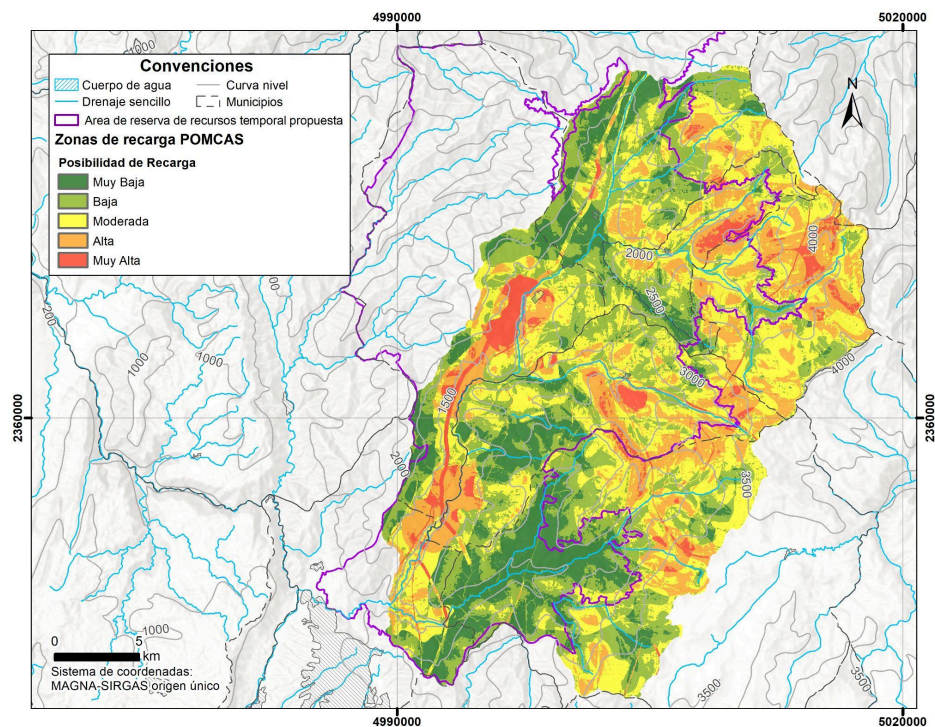 4990000
5020000
Convenciones
Cuerpo de agua
Curva nivel
Drenaje sencillo
Municipios
Area de reserva de recursos temporal propuesta
Zonas de recarga POMCAS
Posibilidad de Recarga
Muy Baja
Baja
Moderada
Alta
Muy Alta
N
1000
4000
2000
2500
200
1000
1000
4000
3000
1500
2360000
2360000
2000
3500
1000
0
5
km
Sistema de coordenadas:
MAGNA-SIRGAS origen único
3500
3500
4990000
5020000